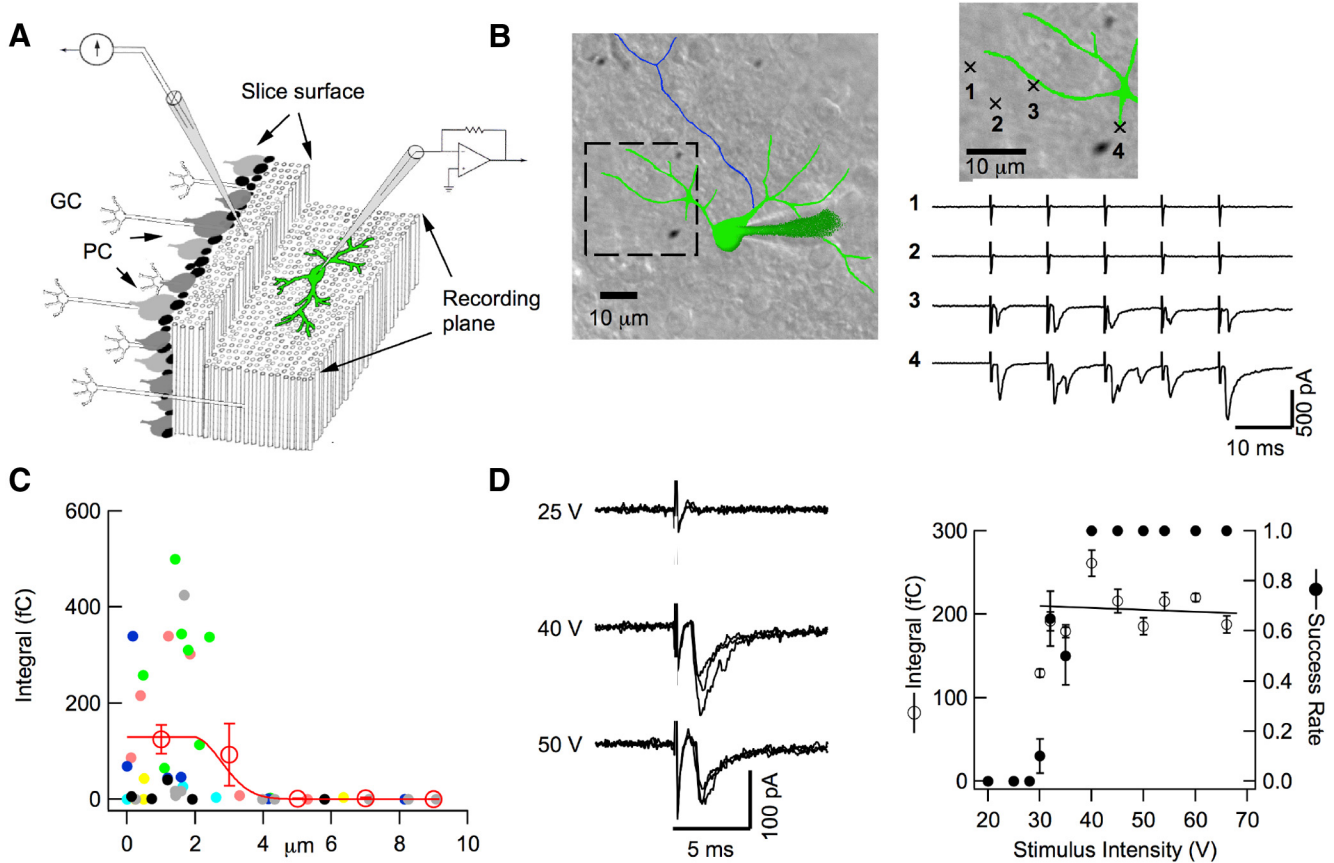 A
Slice surface
GC
PC
Recording
plane
B
10 μm
1
2
3
4
10 μm
1
2
3
4
500 pA
10 ms
C
Integral (fC)
600
400
200
0
0
2
μm
4
6
8
10
D
25 V
40 V
50 V
100 pA
5 ms
Integral (fC)
300
200
100
0
1.0
0.8
0.6
0.4
0.2
0.0
Success Rate
20
30
40
50
60
70
Stimulus Intensity (V)